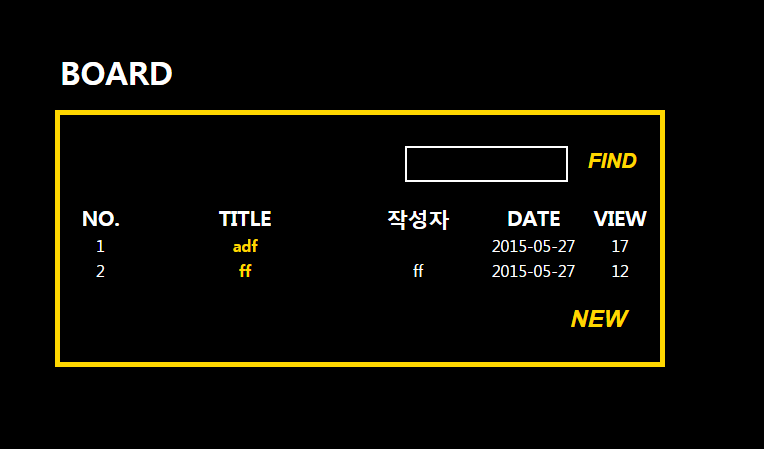 BOARD
FIND
NO. TITLE 작성자 DATE VIEW
1 adf 2015-05-27 17
2 ff ff 2015-05-27 12
NEW